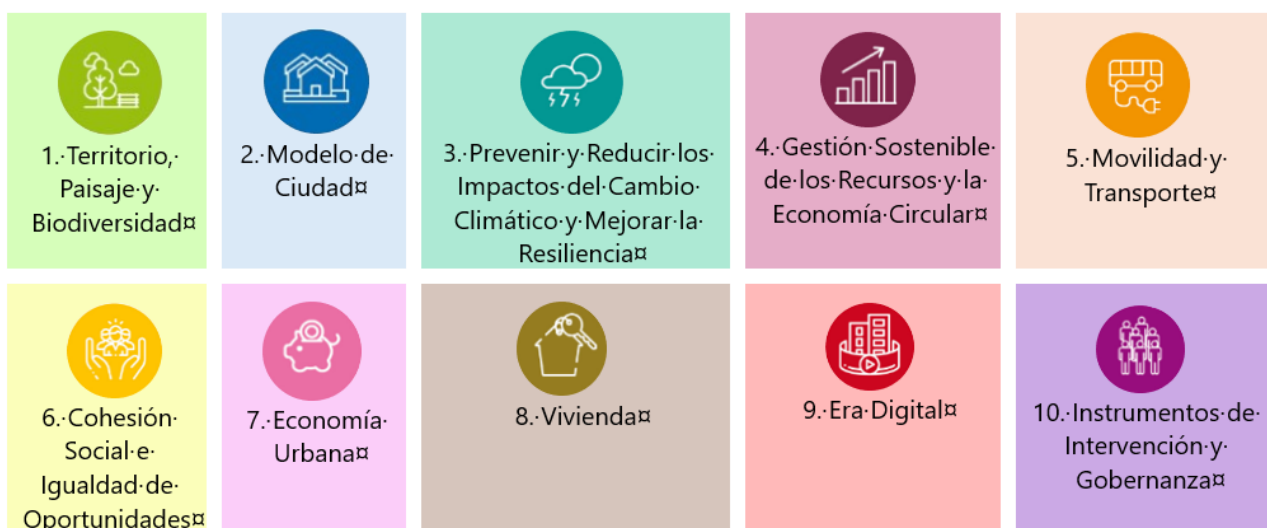 1.·Territorio,·
Paisaje·y·
Biodiversidad¤
2.·Modelo·de·
Ciudad¤
3.·Prevenir·y·Reducir·los·
Impactos·del·Cambio·
Climático·y·Mejorar·la·
Resiliencia¤
4.·Gestión·Sostenible·
de·los·Recursos·y·la·
Economía·Circular¤
5.·Movilidad·y·
Transporte¤
6.·Cohesión·
Social·e·
Igualdad·de·
Oportunidades¤
7.·Economía·
Urbana¤
8.·Vivienda¤
9.·Era·Digital¤
10.·Instrumentos·de·
Intervención·y·
Gobernanza¤